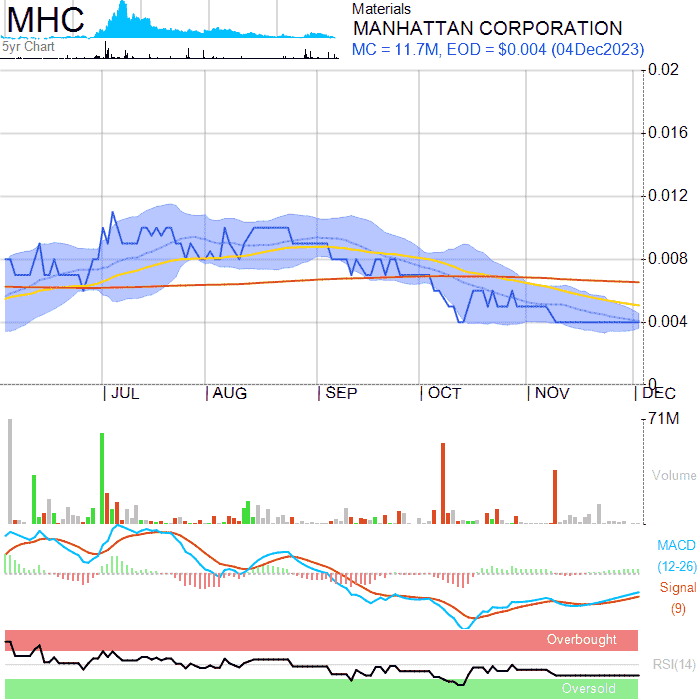 MHC
5yr Chart
Materials
MANHATTAN CORPORATION
MC = 11.7M, EOD = $0.004 (04Dec2023)
0.02
0.016
0.012
0.008
0.004
0
JUL AUG SEP OCT NOV DEC
71M
Volume
MACD
(12-26)
Signal
(9)
Overbought
RSI(14)
Oversold